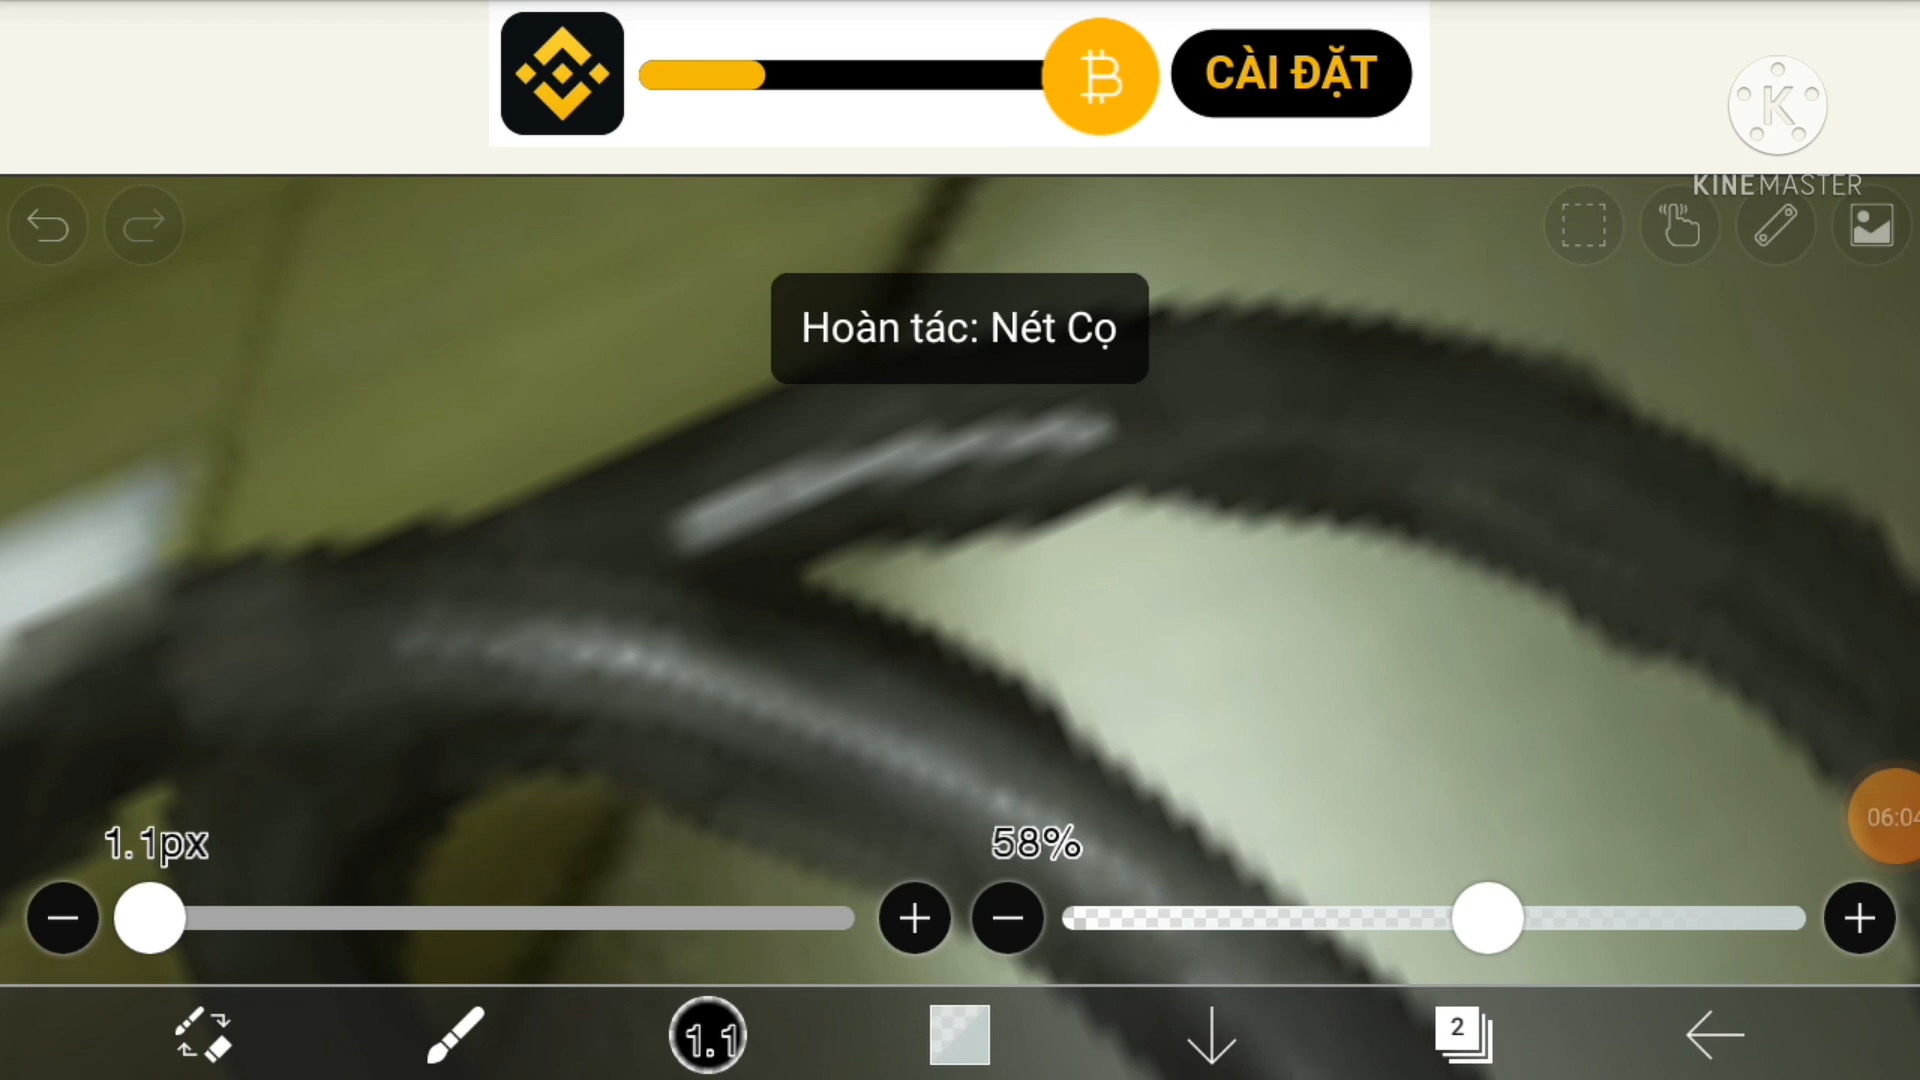 CÀI ĐẶT
K
KINEMASTER
Hoàn tác: Nét Cọ
06:04
1.1px
58%
1.1
2